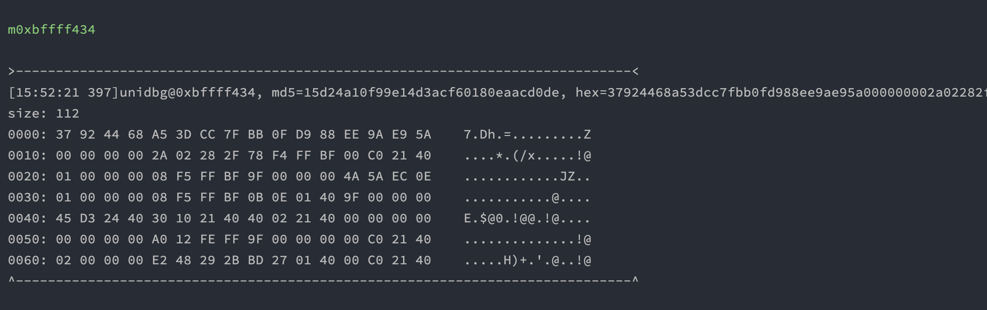 m0xbffff434
>-----------------------------------------------------------------------------<
[15:52:21 397]unidbg@0xbffff434, md5=15d24a10f99e14d3acf60180eaacd0de, hex=37924468a53dcc7fbb0fd988ee9ae95a000000002a02282f
size: 112
0000: 37 92 44 68 A5 3D CC 7F BB 0F D9 88 EE 9A E9 5A    7.Dh.=.........Z
0010: 00 00 00 00 2A 02 28 2F 78 F4 FF BF 00 C0 21 40    ....*.(/x.....!@
0020: 01 00 00 00 08 F5 FF BF 9F 00 00 00 4A 5A EC 0E    ............JZ..
0030: 01 00 00 00 08 F5 FF BF 0B 0E 01 40 9F 00 00 00    ...........@....
0040: 45 D3 24 40 30 10 21 40 40 02 21 40 00 00 00 00    E.$@0.!@@.!@....
0050: 00 00 00 00 A0 12 FE FF 9F 00 00 00 00 C0 21 40    ..............!@
0060: 02 00 00 00 E2 48 29 2B BD 27 01 40 00 C0 21 40    .....H)+.'.@..!@
^-----------------------------------------------------------------------------^